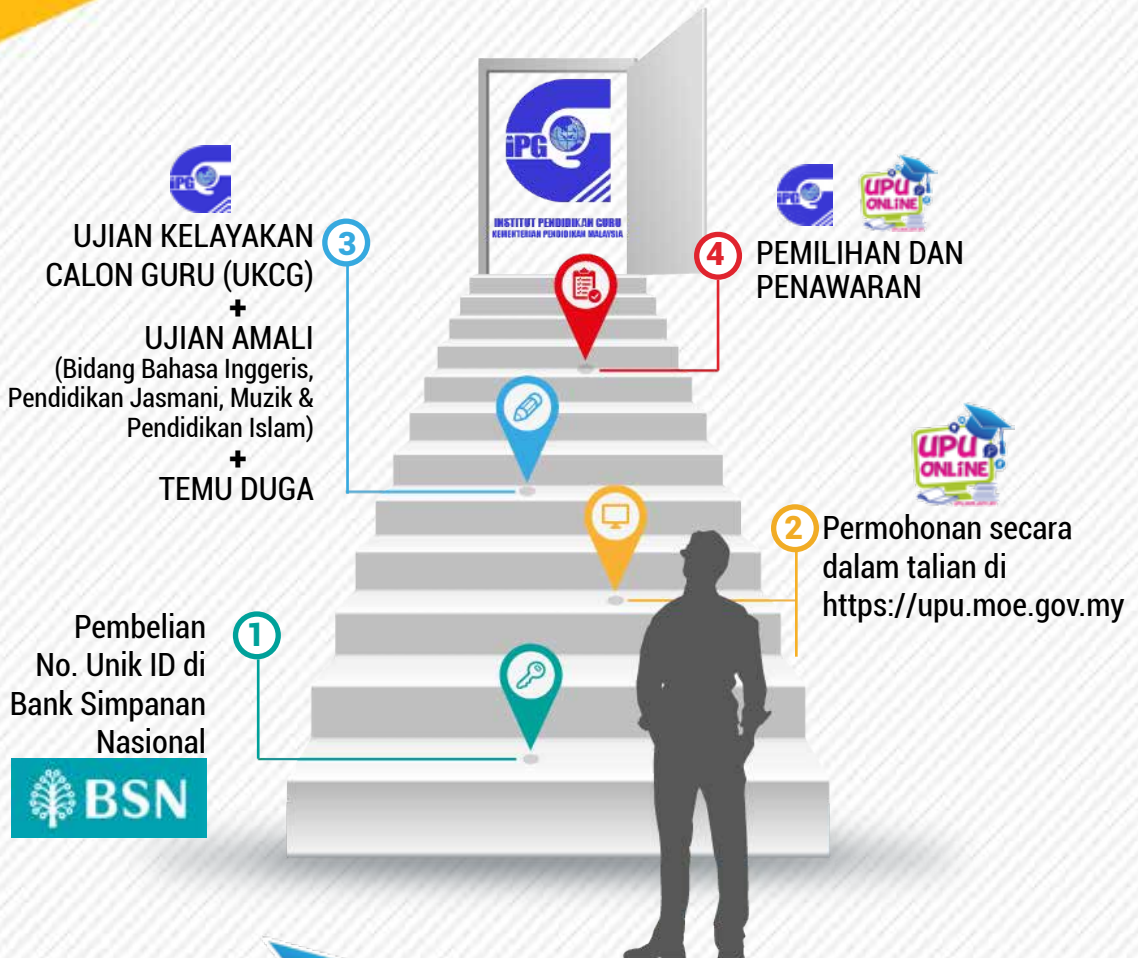 iPG
INSTITUT PENDIDIKAN GURU
KEMENTERIAN PENDIDIKAN MALAYSIA
iPG
UJIAN KELAYAKAN
CALON GURU (UKCG)
+
UJIAN AMALI
(Bidang Bahasa Inggeris,
Pendidikan Jasmani, Muzik &
Pendidikan Islam)
+
TEMU DUGA
3
iPG
UPU
ONLINE
4
PEMILIHAN DAN
PENAWARAN
UPU
ONLINE
2
Permohonan secara
dalam talian di
https://upu.moe.gov.my
1
Pembelian
No. Unik ID di
Bank Simpanan
Nasional
BSN